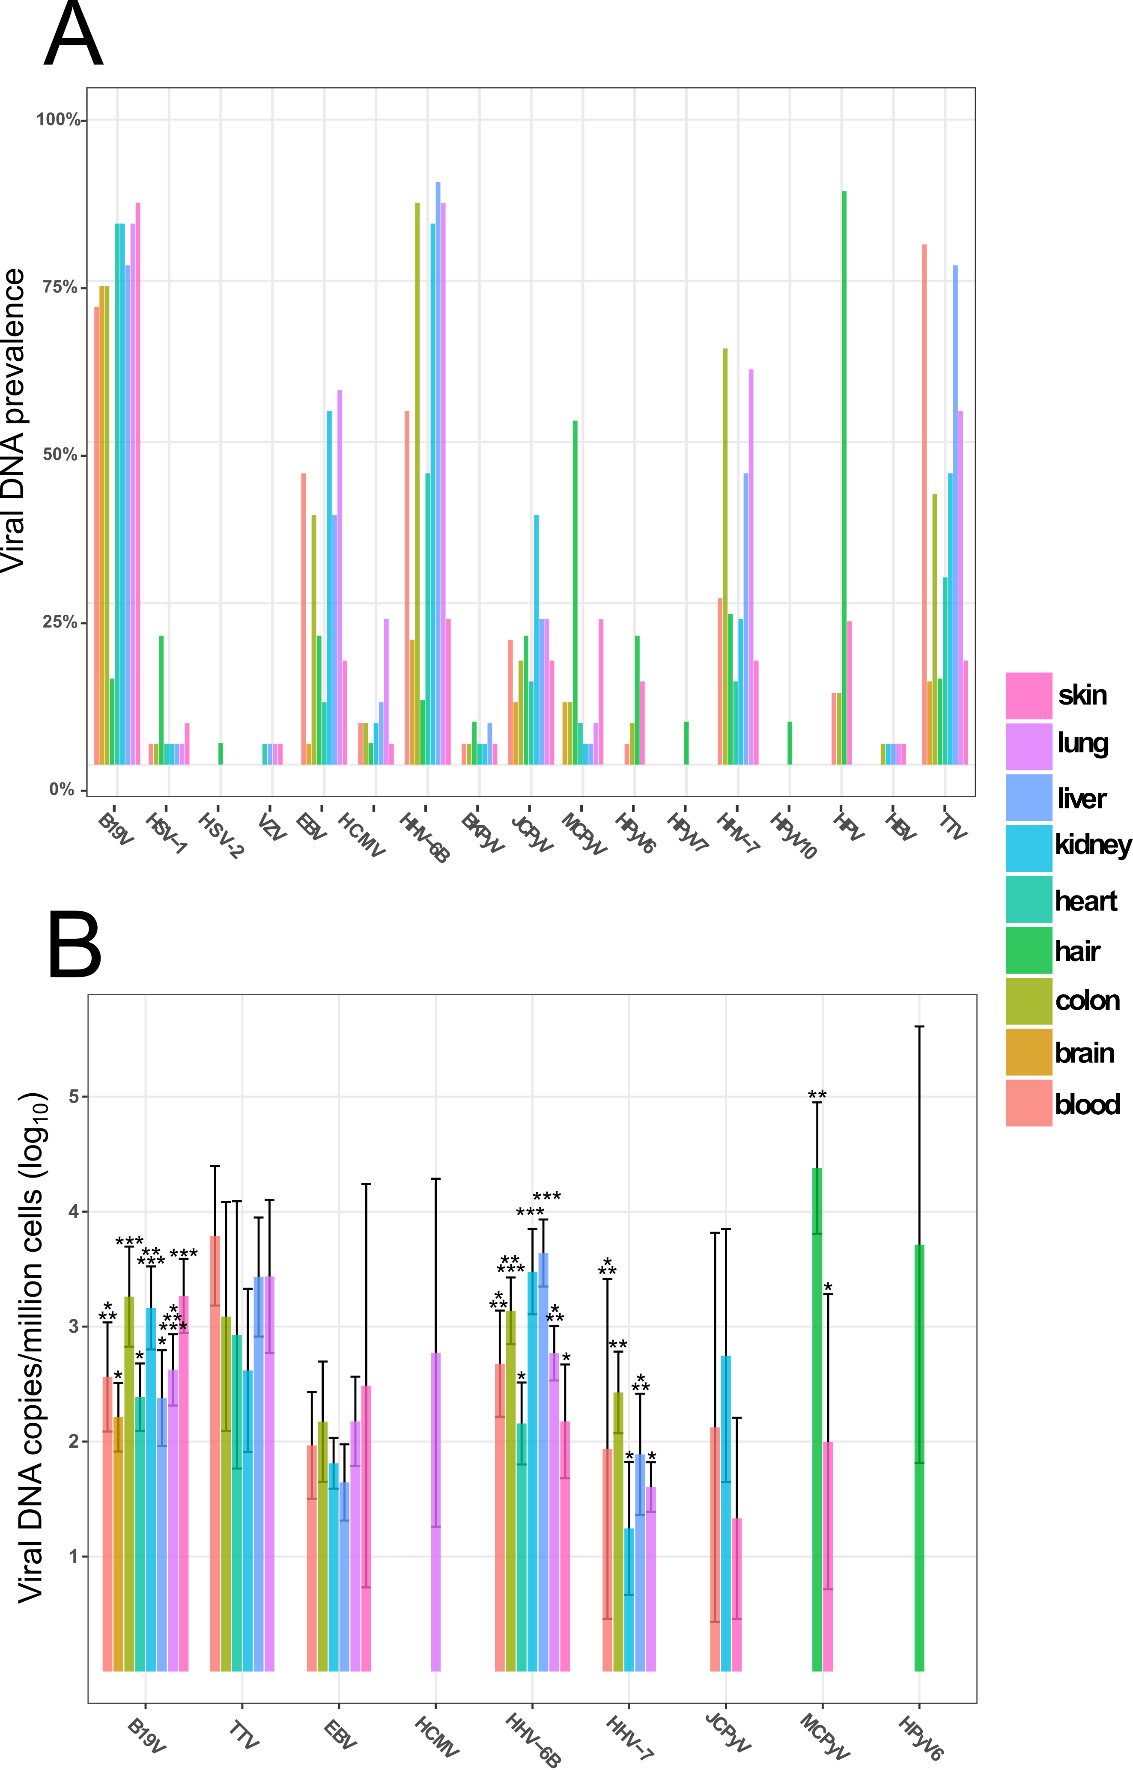 A
Viral DNA prevalence
100%
75%
50%
25%
0%
B19V
HSV-1
HSV-2
VZV
EBV
HCMV
HHV-6B
BKPyV
JCPyV
MCPyV
HPyV6
HPyV7
HHV-7
HPyV10
HPV
HBV
TTV
skin
lung
liver
kidney
heart
hair
colon
brain
blood
B
Viral DNA copies/million cells (log10)
5
4
3
2
1
*
**
*
***
*
**
***
*
*
**
***
***
*
**
**
***
*
***
***
*
**
*
*
**
**
*
*
**
*
**
*
B19V
TTV
EBV
HCMV
HHV-6B
HHV-7
JCPyV
MCPyV
HPyV6